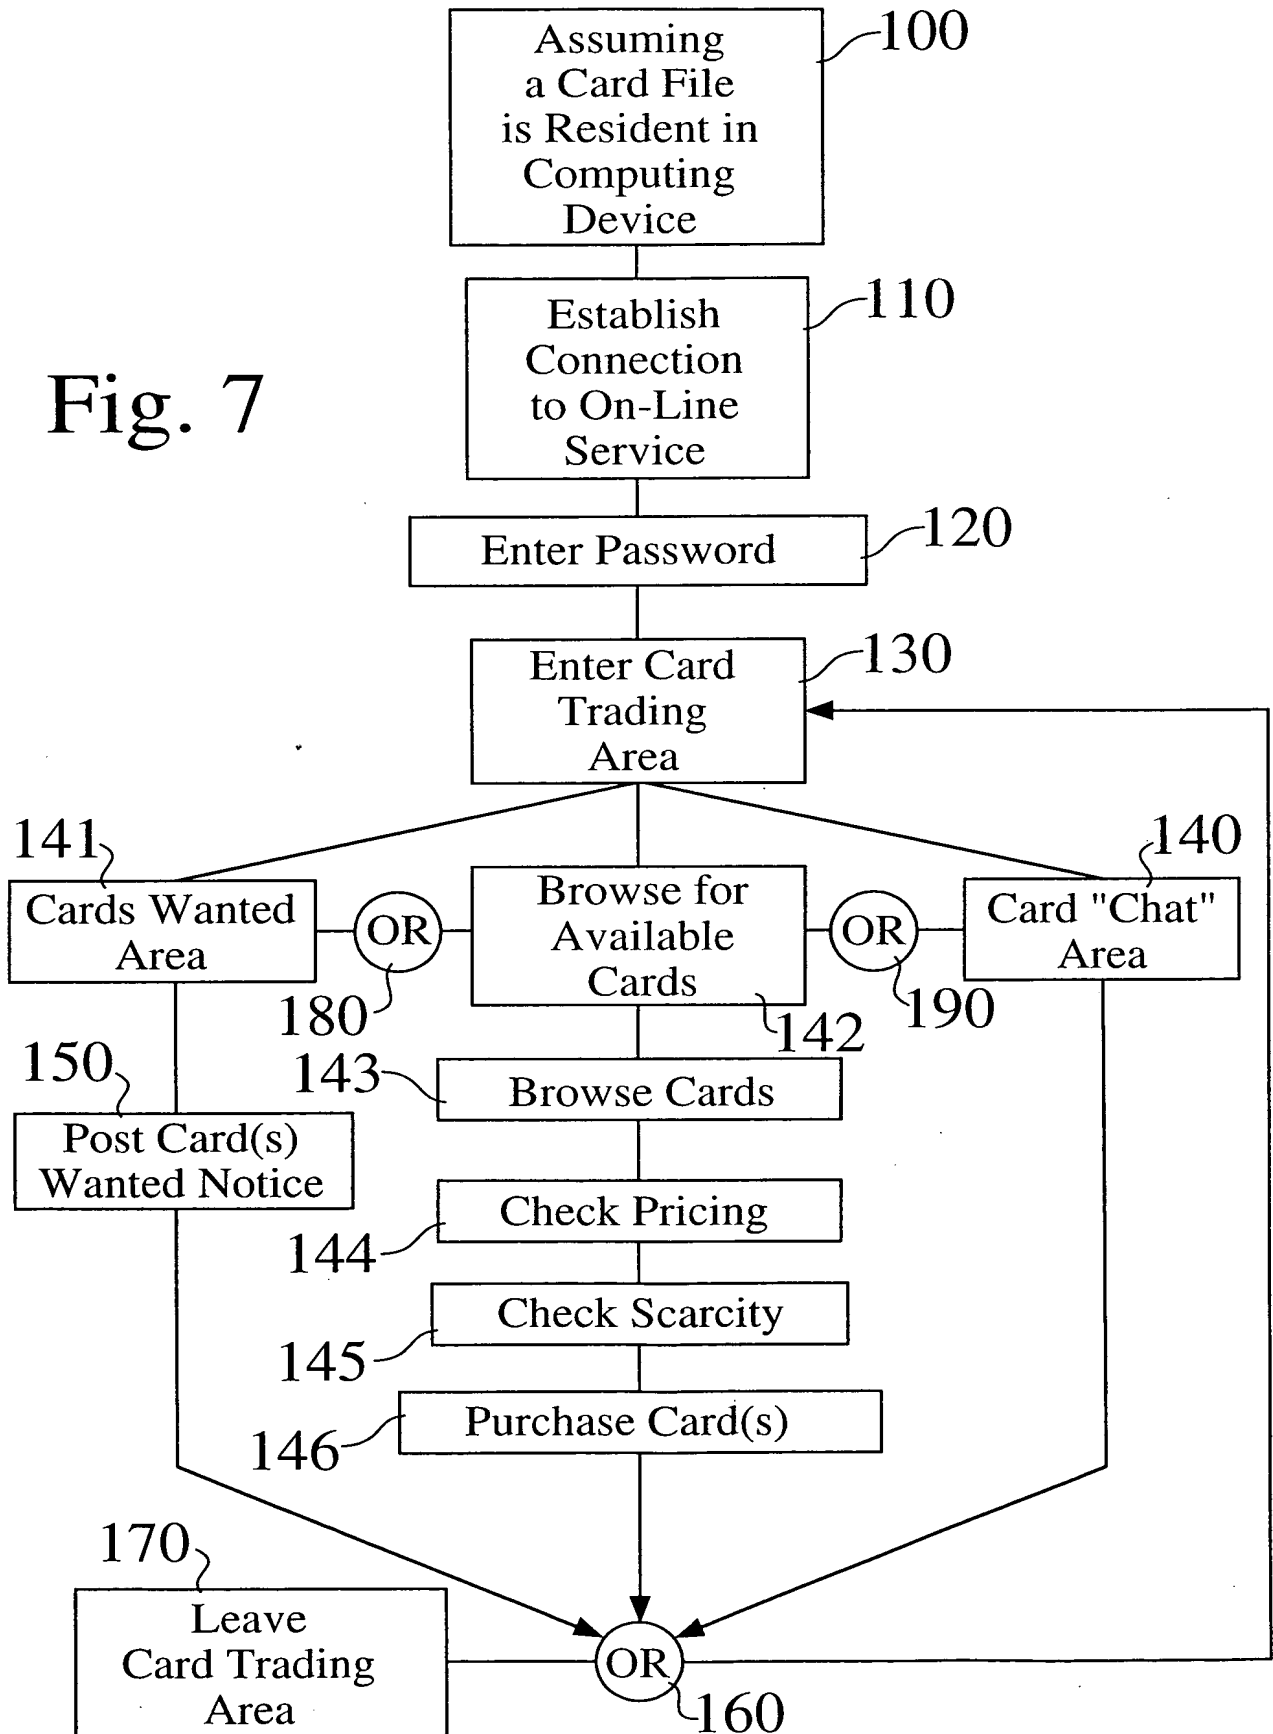 Assuming
a Card File
is Resident in
Computing
Device
100
Establish
Connection
to On-Line
Service
110
Fig. 7
Enter Password
120
Enter Card
Trading
Area
130
141
Cards Wanted
Area
OR
180
Browse for
Available
Cards
142
OR
190
140
Card "Chat"
Area
150
Post Card(s)
Wanted Notice
143
Browse Cards
144
Check Pricing
145
Check Scarcity
146
Purchase Card(s)
170
Leave
Card Trading
Area
OR
160